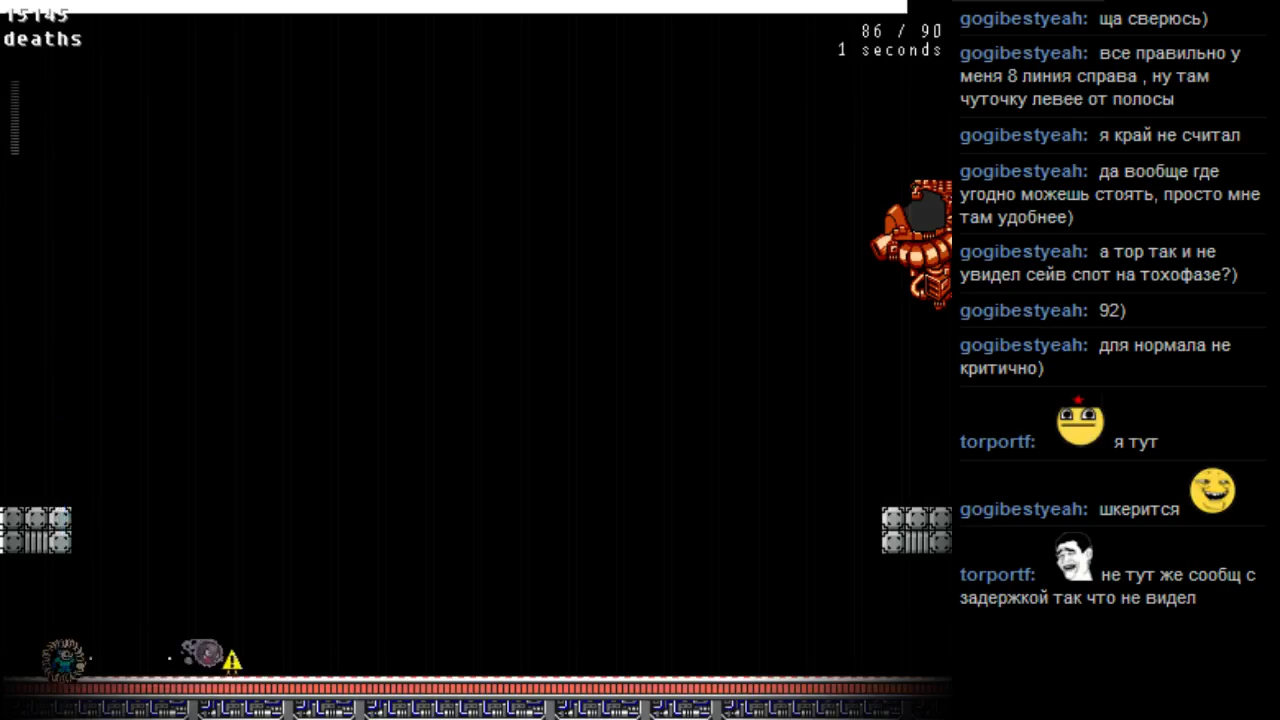 15145
deaths
86 / 90
1 seconds
gogibestyeah: ща сверюсь)
gogibestyeah: все правильно у
меня 8 линия справа , ну там
чуточку левее от полосы
gogibestyeah: я край не считал
gogibestyeah: да вообще где
угодно можешь стоять, просто мне
там удобнее)
gogibestyeah: а тор так и не
увидел сейв спот на тохофазе?)
gogibestyeah: 92)
gogibestyeah: для нормала не
критично)
torportf: я тут
gogibestyeah: шкерится
torportf: не тут же сообщ с
задержкой так что не видел